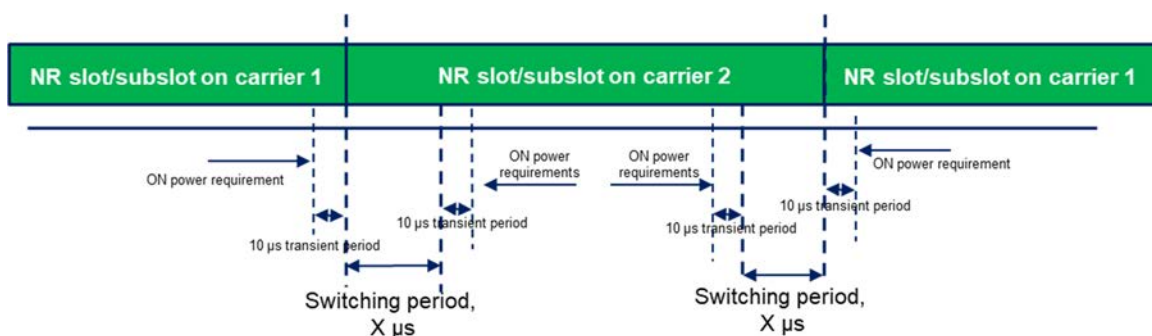 NR slot/subslot on carrier 1
NR slot/subslot on carrier 2
NR slot/subslot on carrier 1
ON power requirement
10 µs transient period
ON power
requirements
10 µs transient period
ON power
requirements
10 µs transient period
ON power requirement
10 µs transient period
Switching period,
X µs
Switching period,
X µs